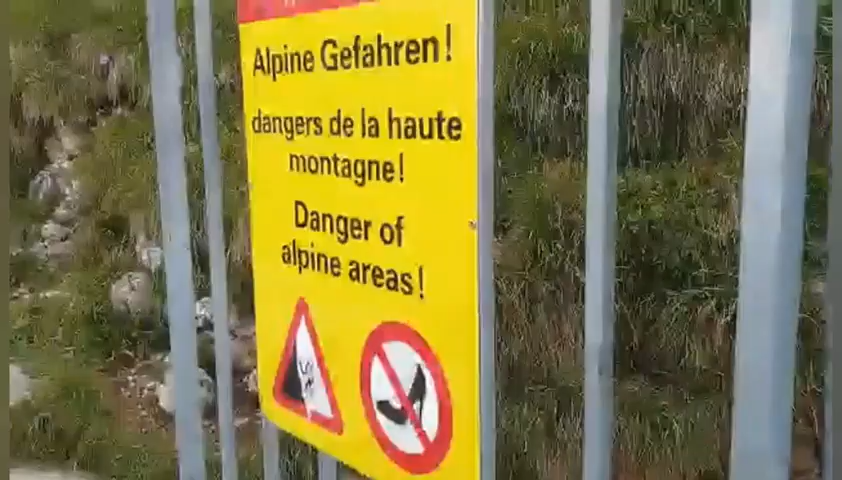 Alpine Gefahren!
dangers de la haute
montagne!
Danger of
alpine areas!